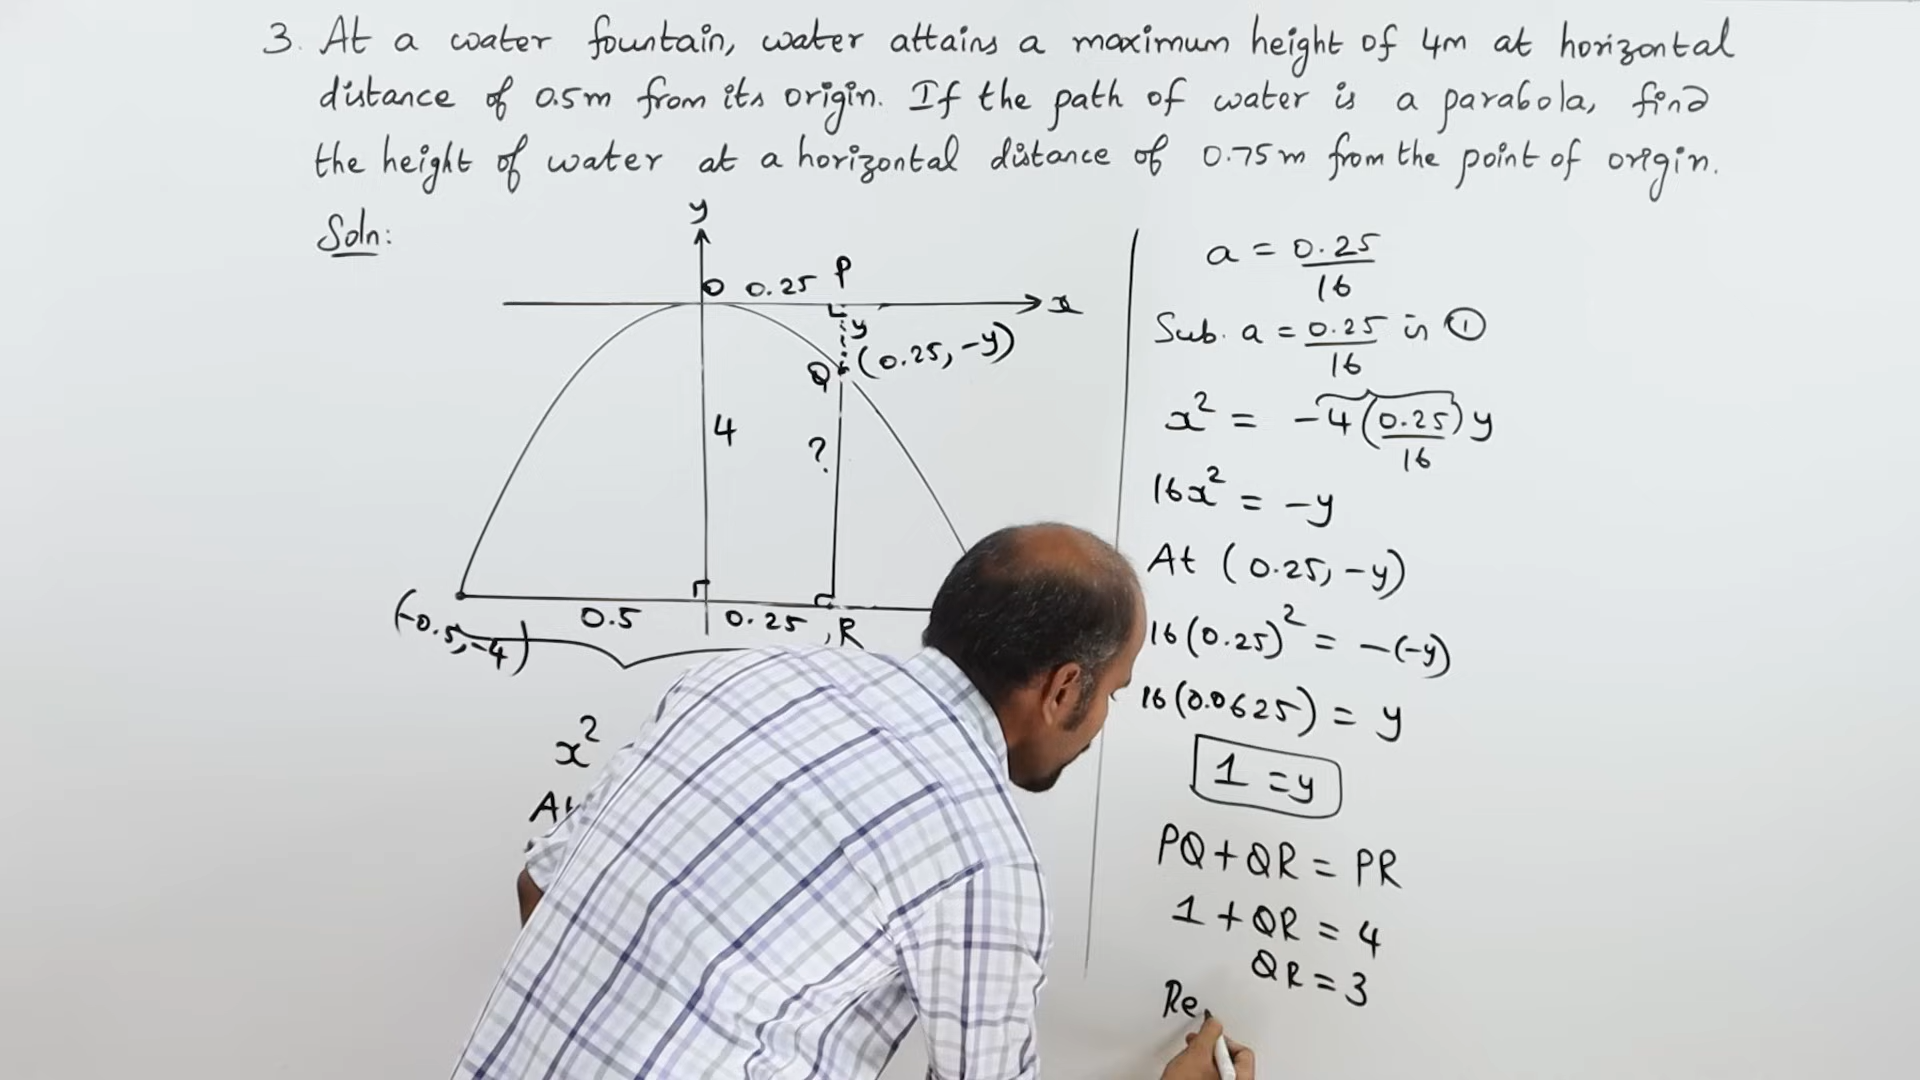 3. At a water fountain, water attains a maximum height of 4m at horizontal
distance of 0.5m from its origin. If the path of water is a parabola, find
the height of water at a horizontal distance of 0.75m from the point of origin.
Soln:
y
O 0.25 P
x
y
Q (0.25, -y)
4
?
0.5 0.25 R
(-0.5, -4)
x²
a = 0.25/16
Sub. a = 0.25/16 in ①
x² = -4(0.25/16)y
16x² = -y
At (0.25, -y)
16(0.25)² = -(-y)
16(0.0625) = y
1 = y
PQ + QR = PR
1 + QR = 4
QR = 3